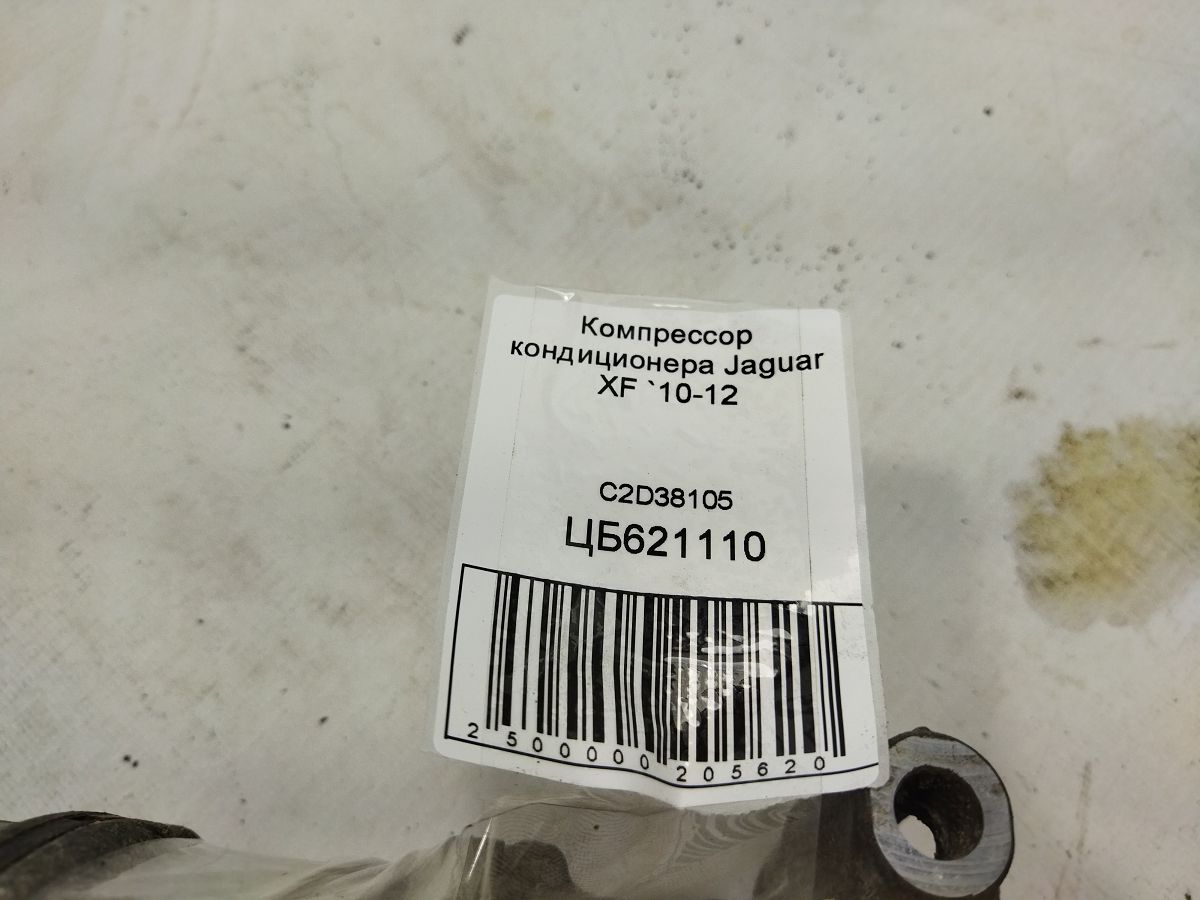 Компрессор
кондиционера Jaguar
XF `10-12
C2D38105
ЦБ621110
2500000205620